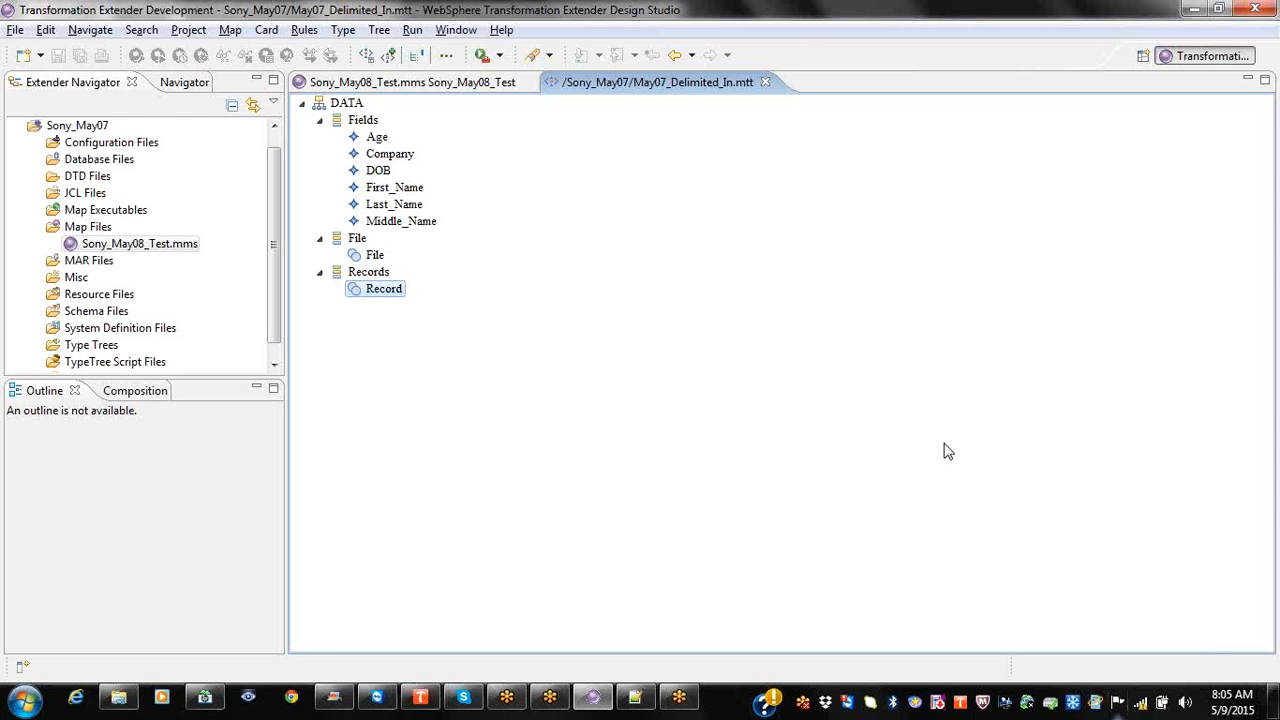 Transformation Extender Development - Sony_May07/May07_Delimited_In.mtt - WebSphere Transformation Extender Design Studio
File Edit Navigate Search Project Map Card Rules Type Tree Run Window Help
Transformati...
Extender Navigator
Navigator
Sony_May07
Configuration Files
Database Files
DTD Files
JCL Files
Map Executables
Map Files
Sony_May08_Test.mms
MAR Files
Misc
Resource Files
Schema Files
System Definition Files
Type Trees
TypeTree Script Files
Outline
Composition
An outline is not available.
Sony_May08_Test.mms Sony_May08_Test
/Sony_May07/May07_Delimited_In.mtt
DATA
Fields
Age
Company
DOB
First_Name
Last_Name
Middle_Name
File
File
Records
Record
8:05 AM
5/9/2015